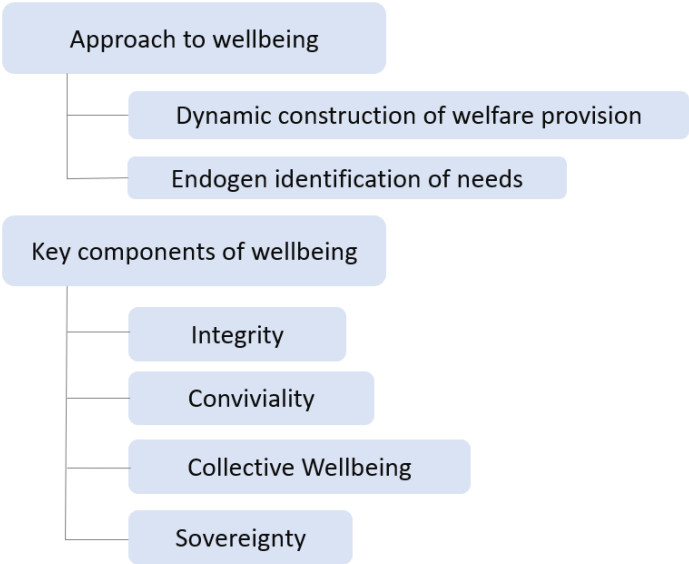 Approach to wellbeing
Dynamic construction of welfare provision
Endogen identification of needs
Key components of wellbeing
Integrity
Conviviality
Collective Wellbeing
Sovereignty